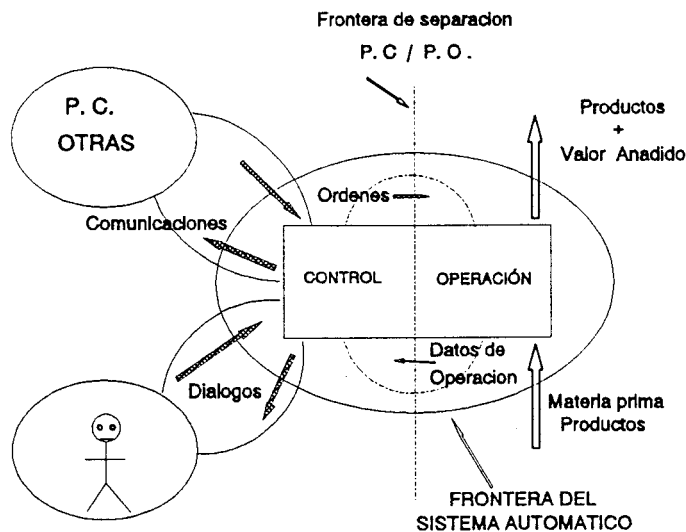 Frontera de separacion
P. C / P. O.
P. C.
OTRAS
Productos
+
Valor Anadido
Ordenes
Comunicaciones
CONTROL
OPERACIÓN
Datos de
Operacion
Dialogos
Materia prima
Productos
FRONTERA DEL
SISTEMA AUTOMATICO